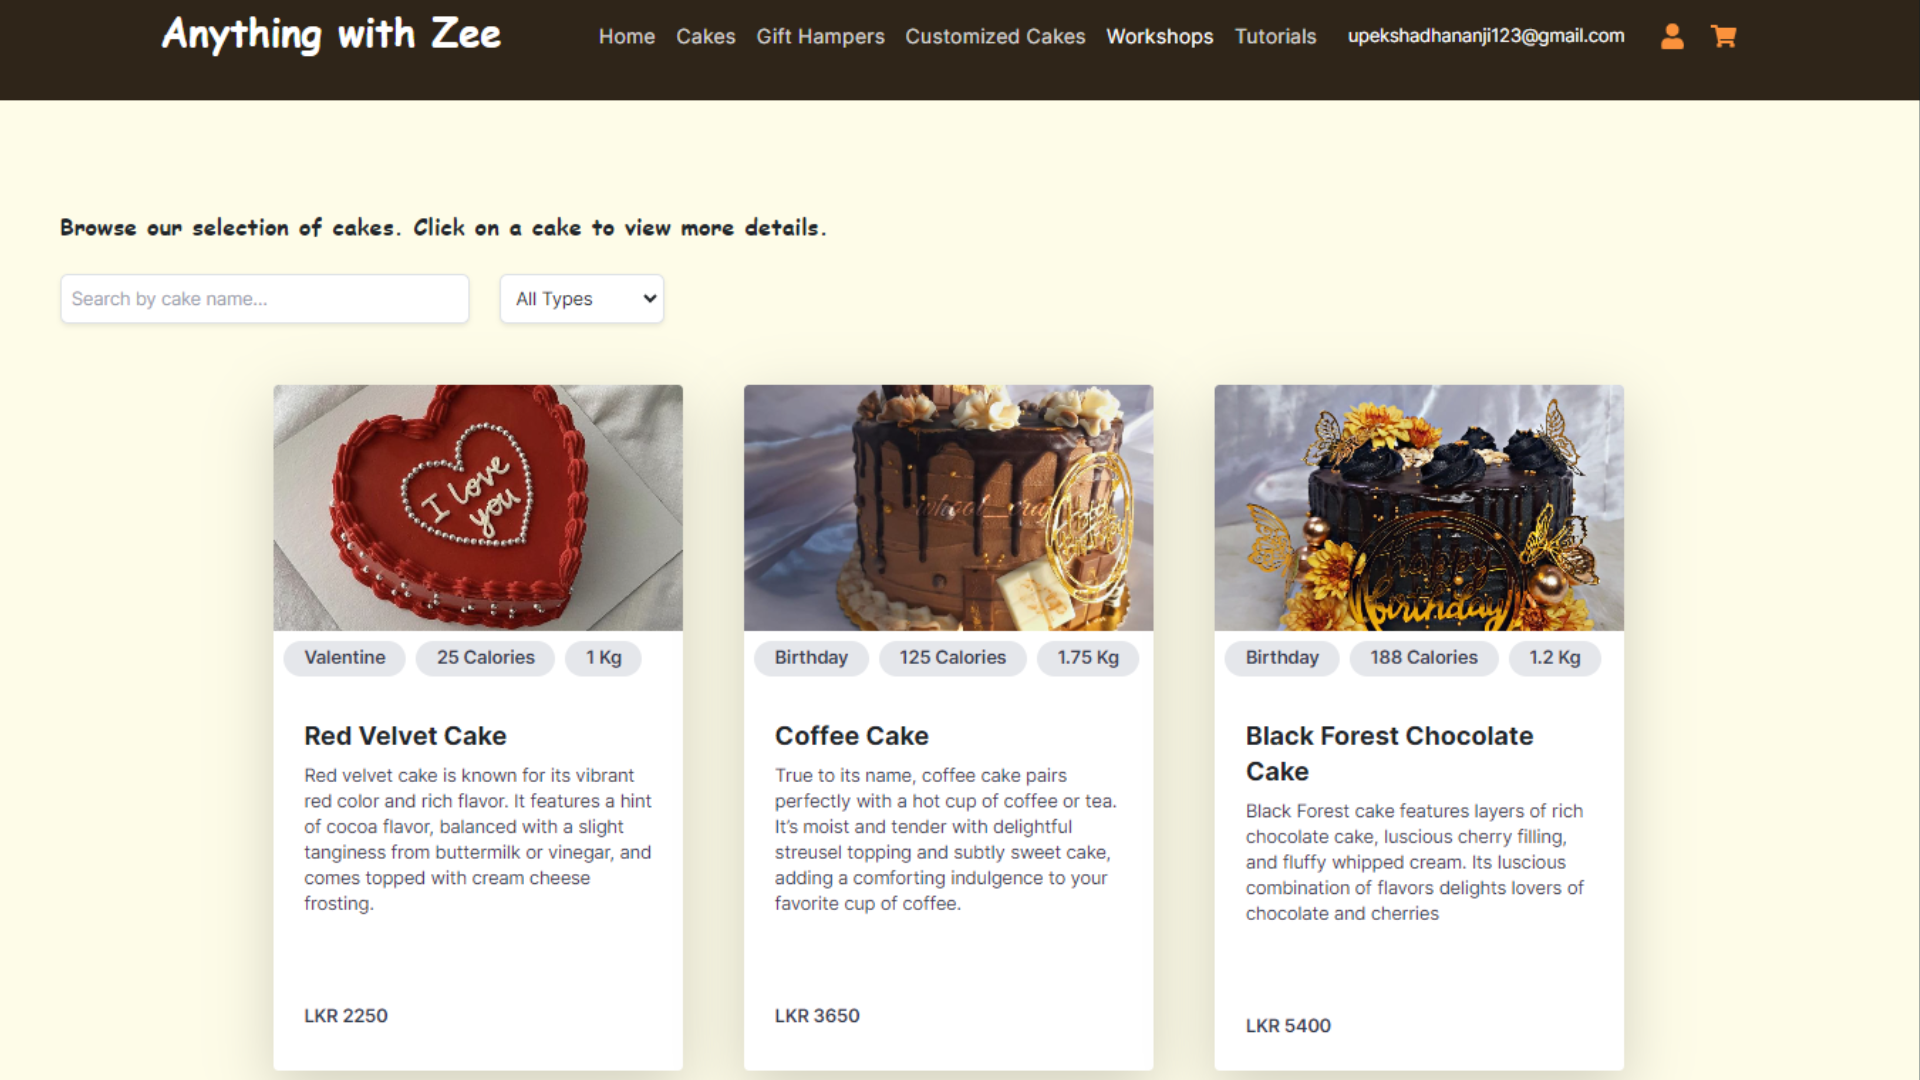 Anything with Zee
Home Cakes Gift Hampers Customized Cakes Workshops Tutorials upekshadhananji123@gmail.com
Browse our selection of cakes. Click on a cake to view more details.
Search by cake name...
All Types
I love
you
happy
birthday
Valentine 25 Calories 1 Kg
Birthday 125 Calories 1.75 Kg
Birthday 188 Calories 1.2 Kg
Red Velvet Cake
Red velvet cake is known for its vibrant
red color and rich flavor. It features a hint
of cocoa flavor, balanced with a slight
tanginess from buttermilk or vinegar, and
comes topped with cream cheese
frosting.
LKR 2250
Coffee Cake
True to its name, coffee cake pairs
perfectly with a hot cup of coffee or tea.
It's moist and tender with delightful
streusel topping and subtly sweet cake,
adding a comforting indulgence to your
favorite cup of coffee.
LKR 3650
Black Forest Chocolate
Cake
Black Forest cake features layers of rich
chocolate cake, luscious cherry filling,
and fluffy whipped cream. Its luscious
combination of flavors delights lovers of
chocolate and cherries
LKR 5400